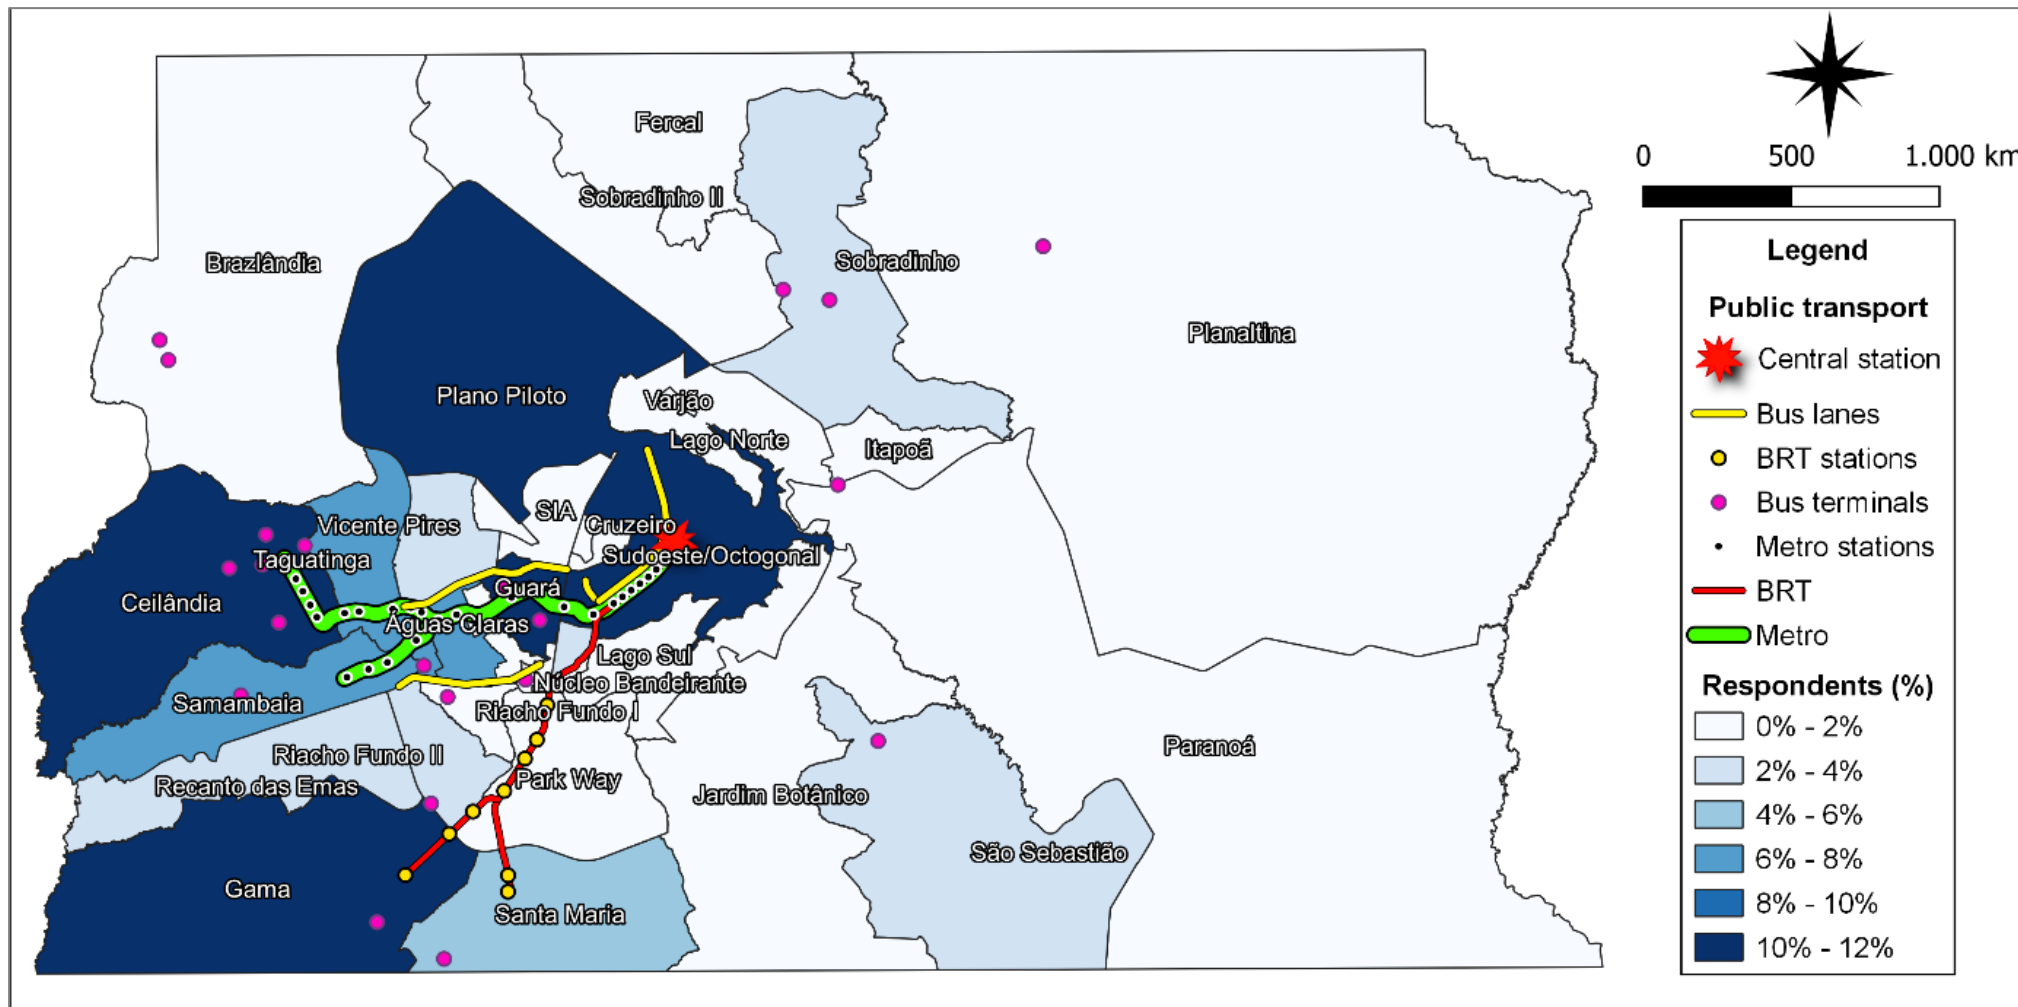 Fercal
Sobradinho II
Brazlândia
Sobradinho
Planaltina
Plano Piloto
Varjão
Lago Norte
Itapoã
SIA
Vicente Pires
Cruzeiro
Taguatinga
Sudoeste/Octogonal
Guará
Ceilândia
Águas Claras
Lago Sul
Núcleo Bandeirante
Samambaia
Riacho Fundo I
Riacho Fundo II
Paranoá
Recanto das Emas
Park Way
Jardim Botânico
São Sebastião
Gama
Santa Maria
0 500 1.000 km
Legend
Public transport
Central station
Bus lanes
BRT stations
Bus terminals
Metro stations
BRT
Metro
Respondents (%)
0% - 2%
2% - 4%
4% - 6%
6% - 8%
8% - 10%
10% - 12%